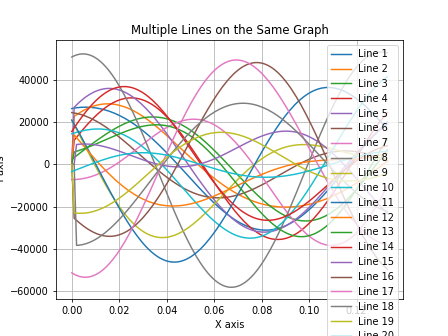 Multiple Lines on the Same Graph
40000
20000
0
−20000
−40000
−60000
axis
0.00 0.02 0.04 0.06 0.08 0.10
X axis
Line 1
Line 2
Line 3
Line 4
Line 5
Line 6
Line 7
Line 8
Line 9
Line 10
Line 11
Line 12
Line 13
Line 14
Line 15
Line 16
Line 17
Line 18
Line 19
Line 20